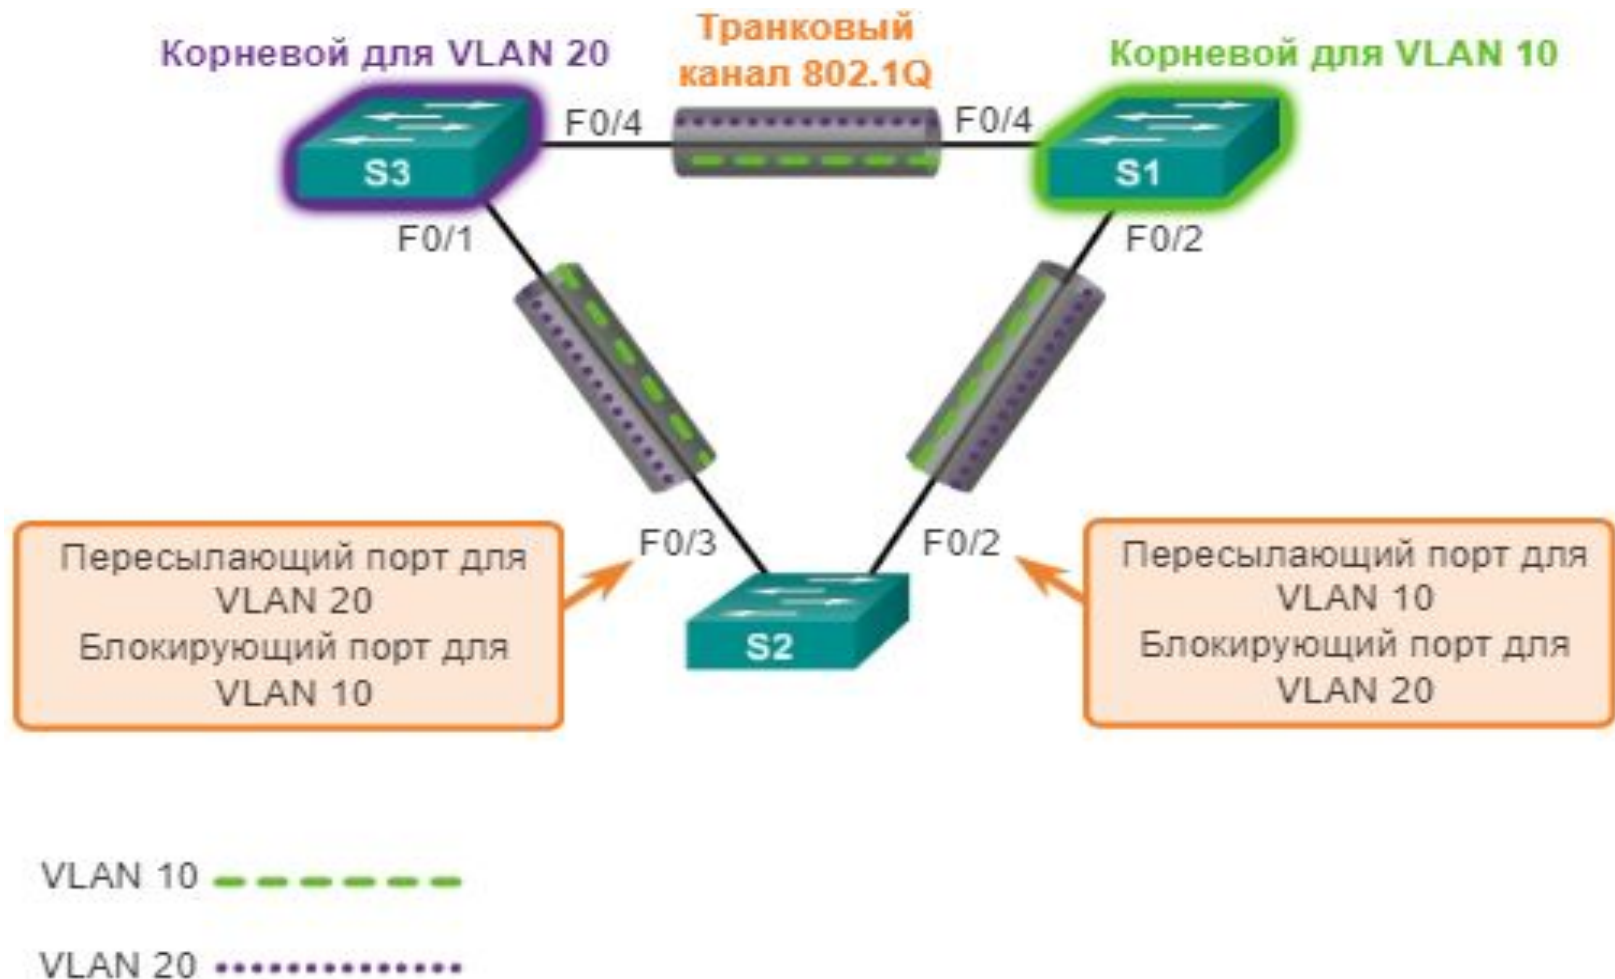 Корневой для VLAN 20
Транковый
канал 802.1Q
Корневой для VLAN 10
F0/4
F0/4
S3
S1
F0/1
F0/2
F0/3
F0/2
Пересылающий порт для
VLAN 20
Блокирующий порт для
VLAN 10
Пересылающий порт для
VLAN 10
Блокирующий порт для
VLAN 20
S2
VLAN 10
VLAN 20